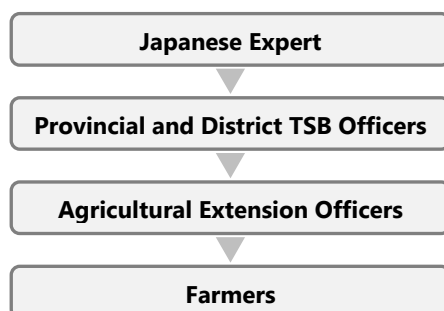 Japanese Expert
Provincial and District TSB Officers
Agricultural Extension Officers
Farmers